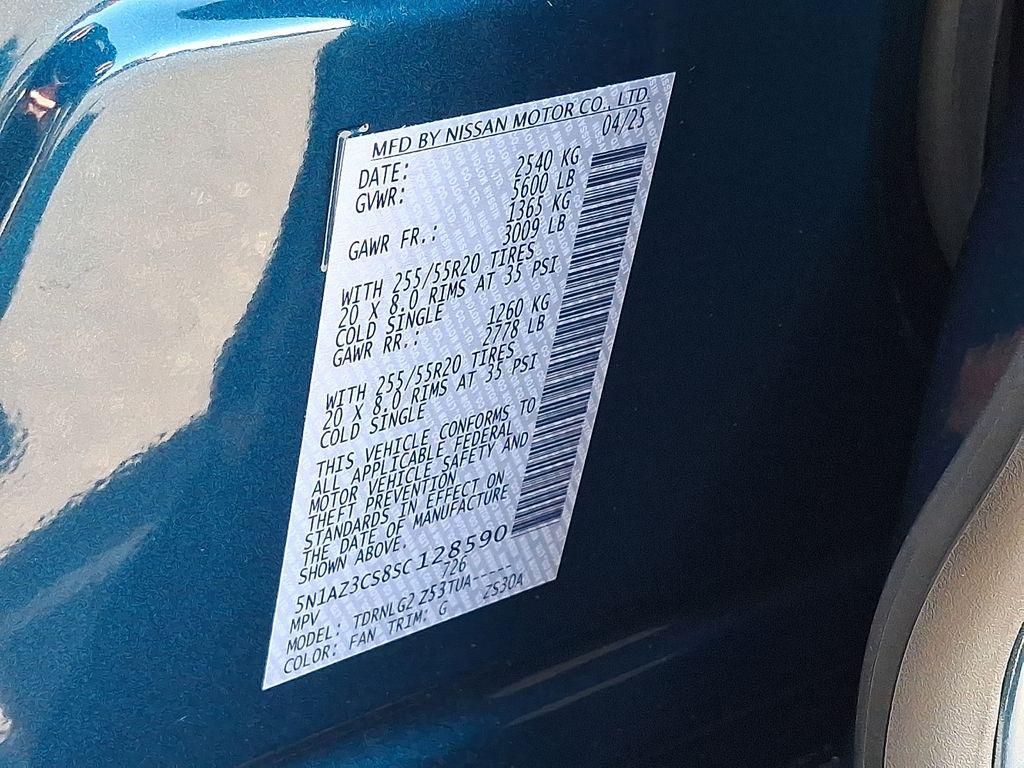 MFD BY NISSAN MOTOR CO., LTD.
DATE: 04/25
GVWR: 2540 KG
5600 LB
GAWR FR.: 1365 KG
3009 LB
WITH 255/55R20 TIRES
20 X 8.0 RIMS AT 35 PSI
COLD SINGLE
GAWR RR.: 1260 KG
2778 LB
WITH 255/55R20 TIRES
20 X 8.0 RIMS AT 35 PSI
COLD SINGLE
THIS VEHICLE CONFORMS TO
ALL APPLICABLE FEDERAL
MOTOR VEHICLE SAFETY AND
THEFT PREVENTION
STANDARDS IN EFFECT ON
THE DATE OF MANUFACTURE
SHOWN ABOVE.
5N1AZ3CS8SC128590
MPV 726
MODEL: TDRNLG2 Z53TUA-----
COLOR: FAN TRIM: G ZS30A